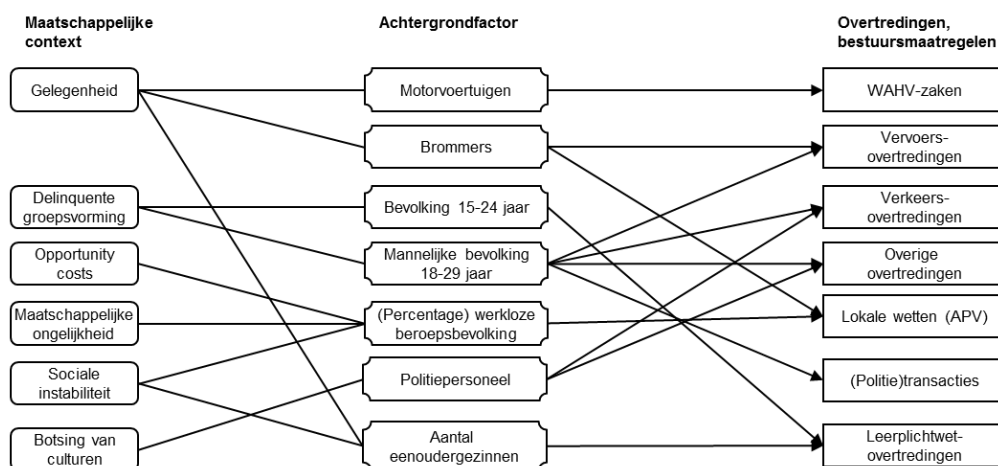 Maatschappelijke
context
Achtergrondfactor
Overtredingen,
bestuursmaatregelen
Gelegenheid
Motorvoertuigen
WAHV-zaken
Brommers
Vervoers-
overtredingen
Delinquente
groepsvorming
Bevolking 15-24 jaar
Verkeers-
overtredingen
Opportunity
costs
Mannelijke bevolking
18-29 jaar
Overige
overtredingen
Maatschappelijke
ongelijkheid
(Percentage) werkloze
beroepsbevolking
Lokale wetten (APV)
Sociale
instabiliteit
Politiepersoneel
(Politie)transacties
Botsing van
culturen
Aantal
eenoudergezinnen
Leerplichtwet-
overtredingen